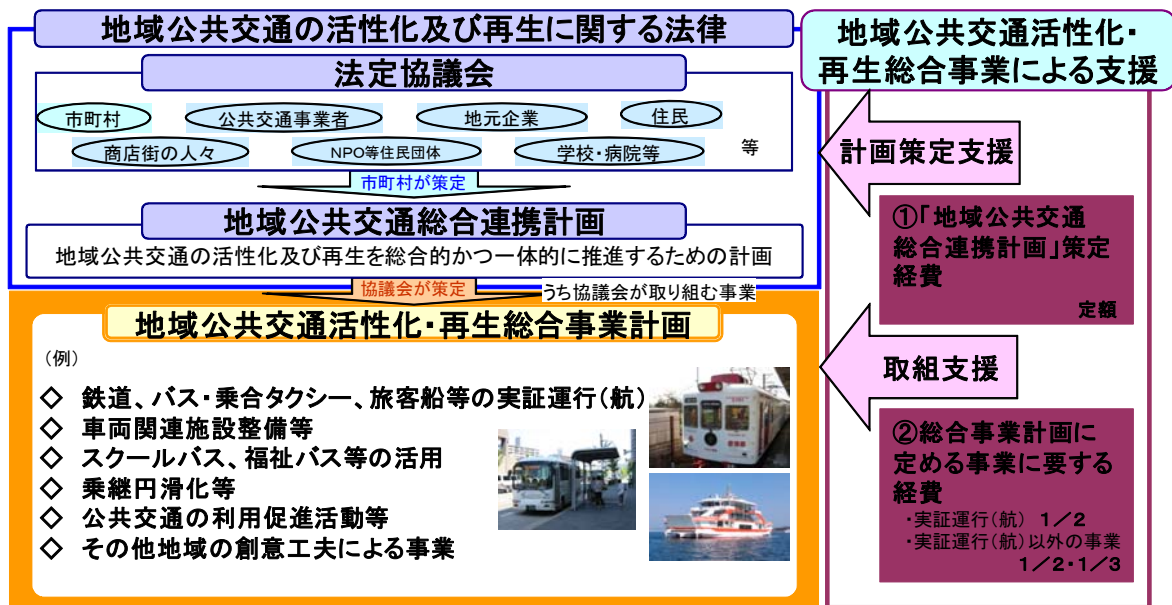 地域公共交通の活性化及び再生に関する法律
法定協議会
市町村
公共交通事業者
地元企業
住民
商店街の人々
NPO等住民団体
学校・病院等
等
市町村が策定
地域公共交通総合連携計画
地域公共交通の活性化及び再生を総合的かつ一体的に推進するための計画
協議会が策定
うち協議会が取り組む事業
地域公共交通活性化・再生総合事業計画
(例)
◇ 鉄道、バス・乗合タクシー、旅客船等の実証運行(航)
◇ 車両関連施設整備等
◇ スクールバス、福祉バス等の活用
◇ 乗継円滑化等
◇ 公共交通の利用促進活動等
◇ その他地域の創意工夫による事業
地域公共交通活性化・
再生総合事業による支援
計画策定支援
①「地域公共交通
総合連携計画」策定
経費
定額
取組支援
②総合事業計画に
定める事業に要する
経費
・実証運行(航) 1/2
・実証運行(航)以外の事業
1/2・1/3